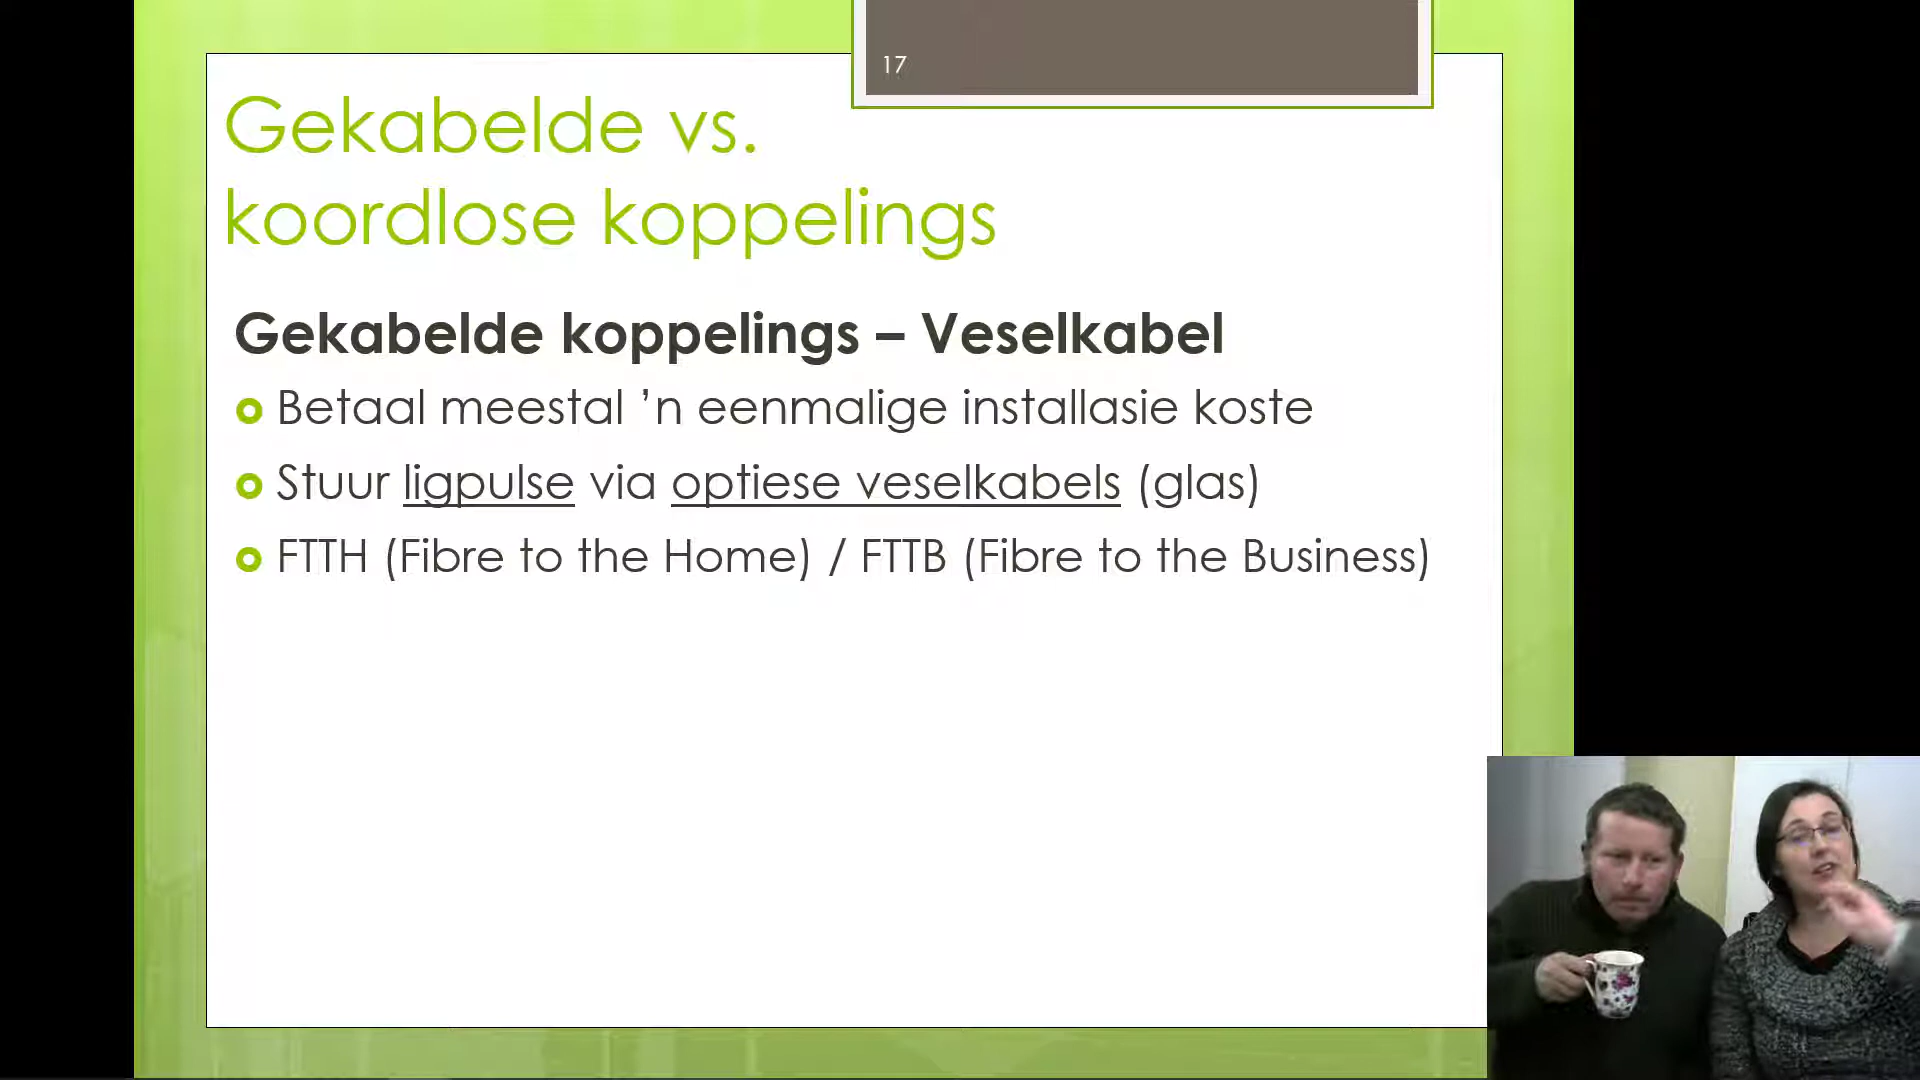 17
Gekabelde vs.
koordlose koppelings
Gekabelde koppelings – Veselkabel
Betaal meestal ’n eenmalige installasie koste
Stuur ligpulse via optiese veselkabels (glas)
FTTH (Fibre to the Home) / FTTB (Fibre to the Business)